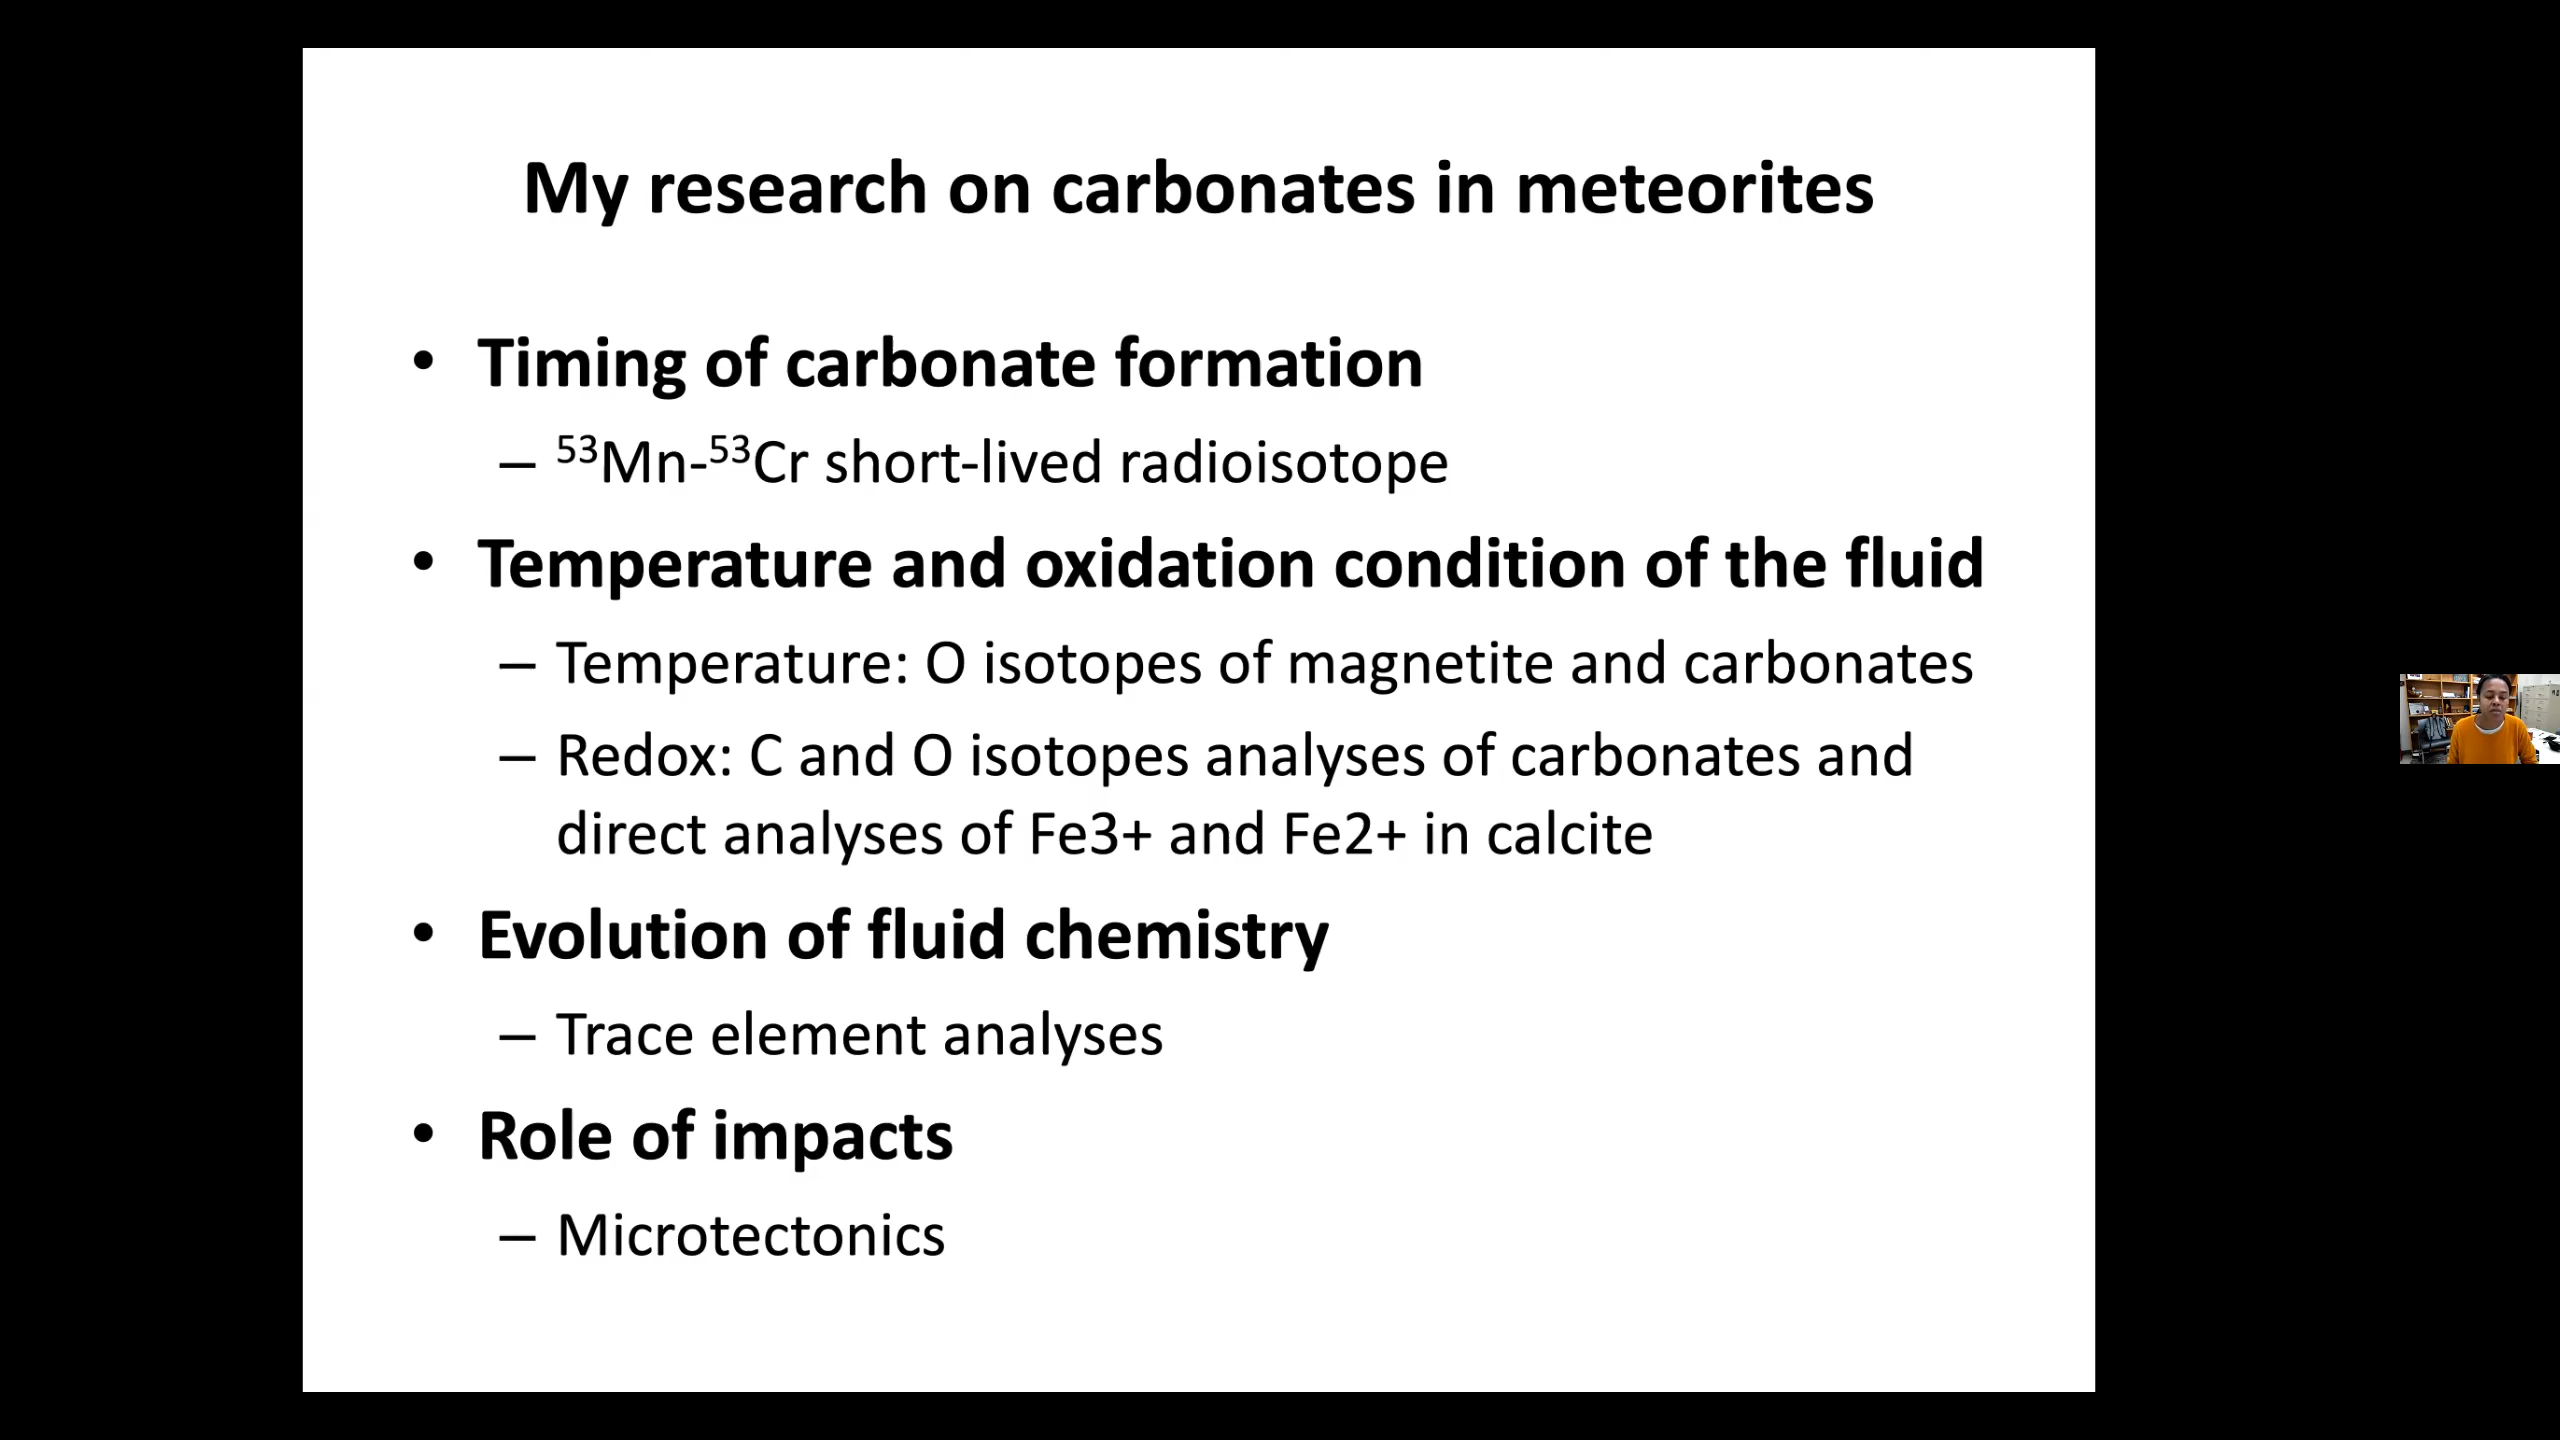 My research on carbonates in meteorites
• Timing of carbonate formation
– ⁵³Mn-⁵³Cr short-lived radioisotope
• Temperature and oxidation condition of the fluid
– Temperature: O isotopes of magnetite and carbonates
– Redox: C and O isotopes analyses of carbonates and
direct analyses of Fe3+ and Fe2+ in calcite
• Evolution of fluid chemistry
– Trace element analyses
• Role of impacts
– Microtectonics